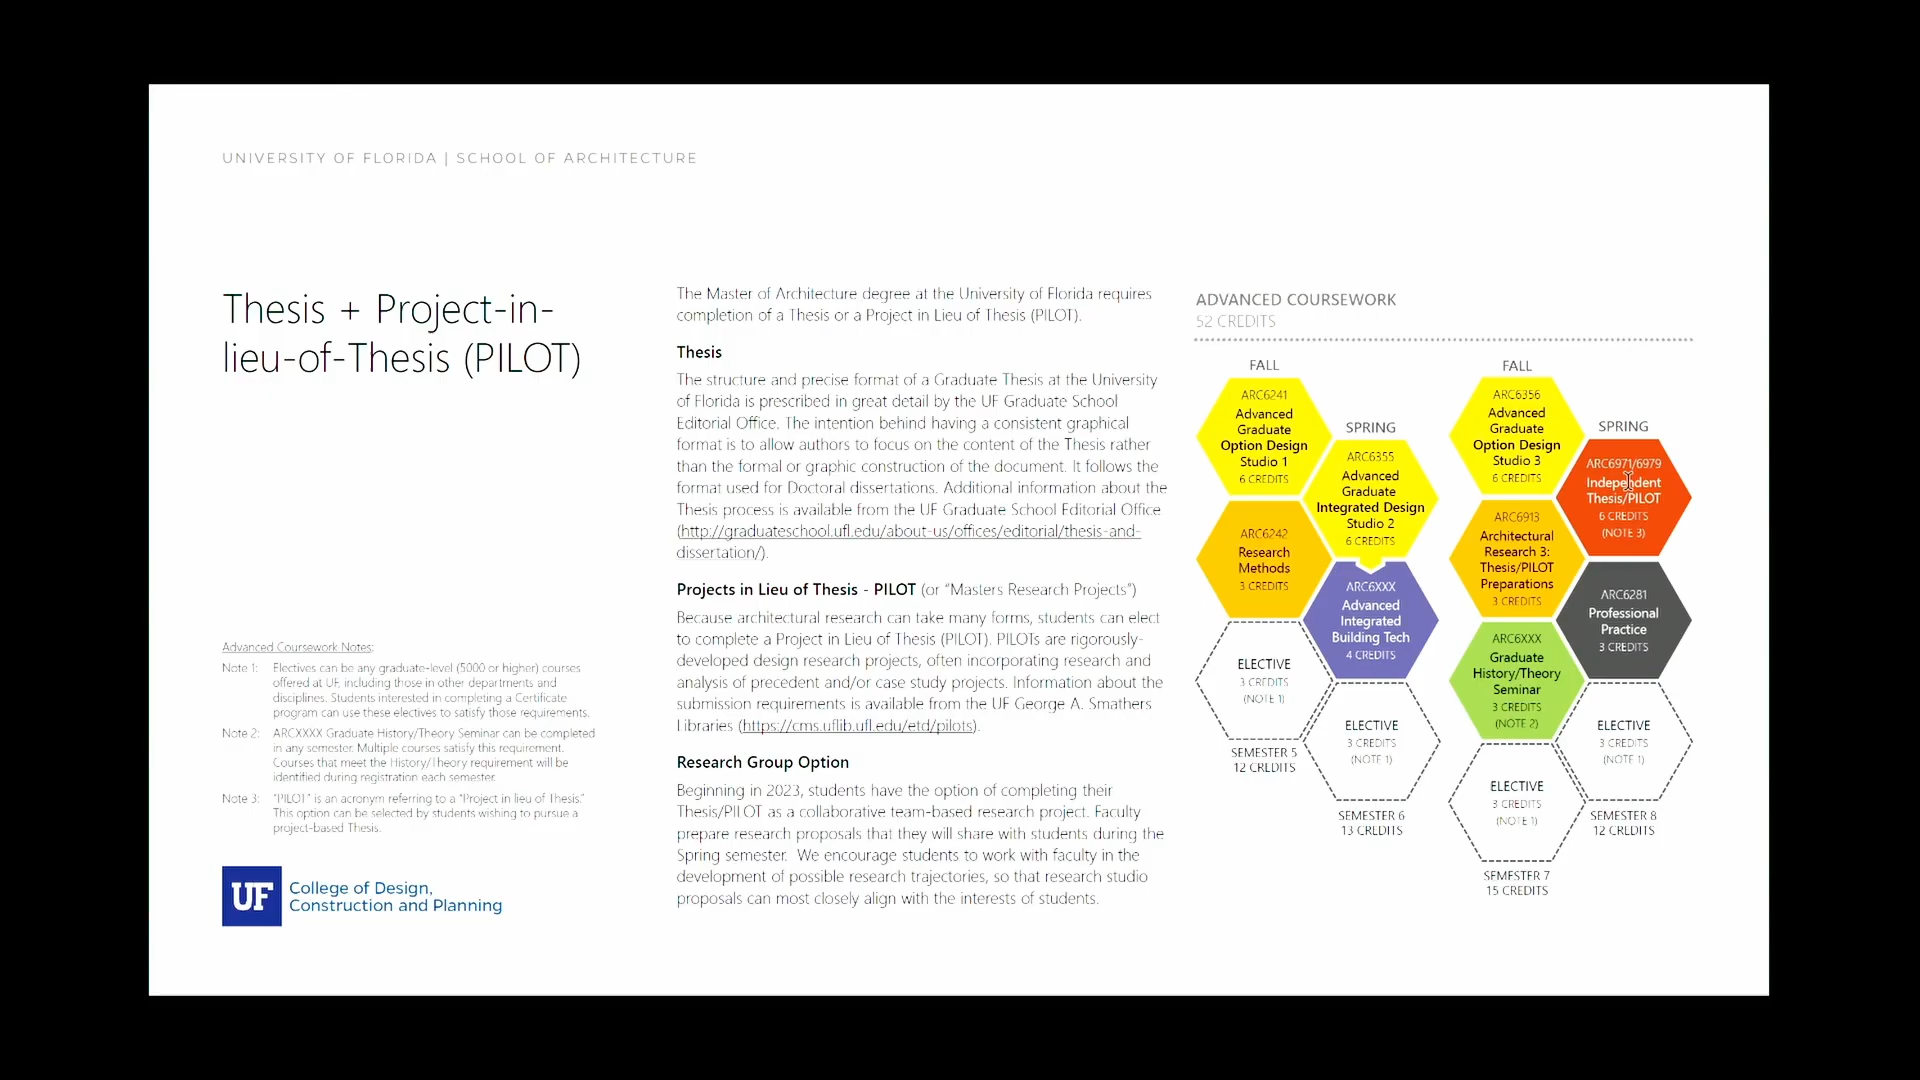 UNIVERSITY OF FLORIDA | SCHOOL OF ARCHITECTURE
Thesis + Project-in-
lieu-of-Thesis (PILOT)
Advanced Coursework Notes:
Note 1: Electives can be any graduate-level (5000 or higher) courses
offered at UF, including those in other departments and
disciplines. Students interested in completing a Certificate
program can use these electives to satisfy those requirements.
Note 2: ARCXXXX Graduate History/Theory Seminar can be completed
in any semester. Multiple courses satisfy this requirement.
Courses that meet the History/Theory requirement will be
identified during registration each semester.
Note 3: "PILOT" is an acronym referring to a "Project in lieu of Thesis."
This option can be selected by students wishing to pursue a
project-based Thesis.
UF
College of Design,
Construction and Planning
The Master of Architecture degree at the University of Florida requires
completion of a Thesis or a Project in Lieu of Thesis (PILOT).
Thesis
The structure and precise format of a Graduate Thesis at the University
of Florida is prescribed in great detail by the UF Graduate School
Editorial Office. The intention behind having a consistent graphical
format is to allow authors to focus on the content of the Thesis rather
than the formal or graphic construction of the document. It follows the
format used for Doctoral dissertations. Additional information about the
Thesis process is available from the UF Graduate School Editorial Office
(http://graduateschool.ufl.edu/about-us/offices/editorial/thesis-and-
dissertation/).
Projects in Lieu of Thesis - PILOT (or "Masters Research Projects")
Because architectural research can take many forms, students can elect
to complete a Project in Lieu of Thesis (PILOT). PILOTs are rigorously-
developed design research projects, often incorporating research and
analysis of precedent and/or case study projects. Information about the
submission requirements is available from the UF George A. Smathers
Libraries (https://cms.uflib.ufl.edu/etd/pilots).
Research Group Option
Beginning in 2023, students have the option of completing their
Thesis/PILOT as a collaborative team-based research project. Faculty
prepare research proposals that they will share with students during the
Spring semester. We encourage students to work with faculty in the
development of possible research trajectories, so that research studio
proposals can most closely align with the interests of students.
ADVANCED COURSEWORK
52 CREDITS
FALL
ARC6241
Advanced
Graduate
Option Design
Studio 1
6 CREDITS
ARC6242
Research
Methods
3 CREDITS
ELECTIVE
3 CREDITS
(NOTE 1)
SEMESTER 5
12 CREDITS
SPRING
ARC6355
Advanced
Graduate
Integrated Design
Studio 2
6 CREDITS
ARC6XXX
Advanced
Integrated
Building Tech
4 CREDITS
ELECTIVE
3 CREDITS
(NOTE 1)
SEMESTER 6
13 CREDITS
FALL
ARC6356
Advanced
Graduate
Option Design
Studio 3
6 CREDITS
ARC6913
Architectural
Research 3:
Thesis/PILOT
Preparations
3 CREDITS
ARC6XXX
Graduate
History/Theory
Seminar
3 CREDITS
(NOTE 2)
ELECTIVE
3 CREDITS
(NOTE 1)
SEMESTER 7
15 CREDITS
SPRING
ARC6971/6979
Independent
Thesis/PILOT
6 CREDITS
(NOTE 3)
ARC6281
Professional
Practice
3 CREDITS
ELECTIVE
3 CREDITS
(NOTE 1)
SEMESTER 8
12 CREDITS